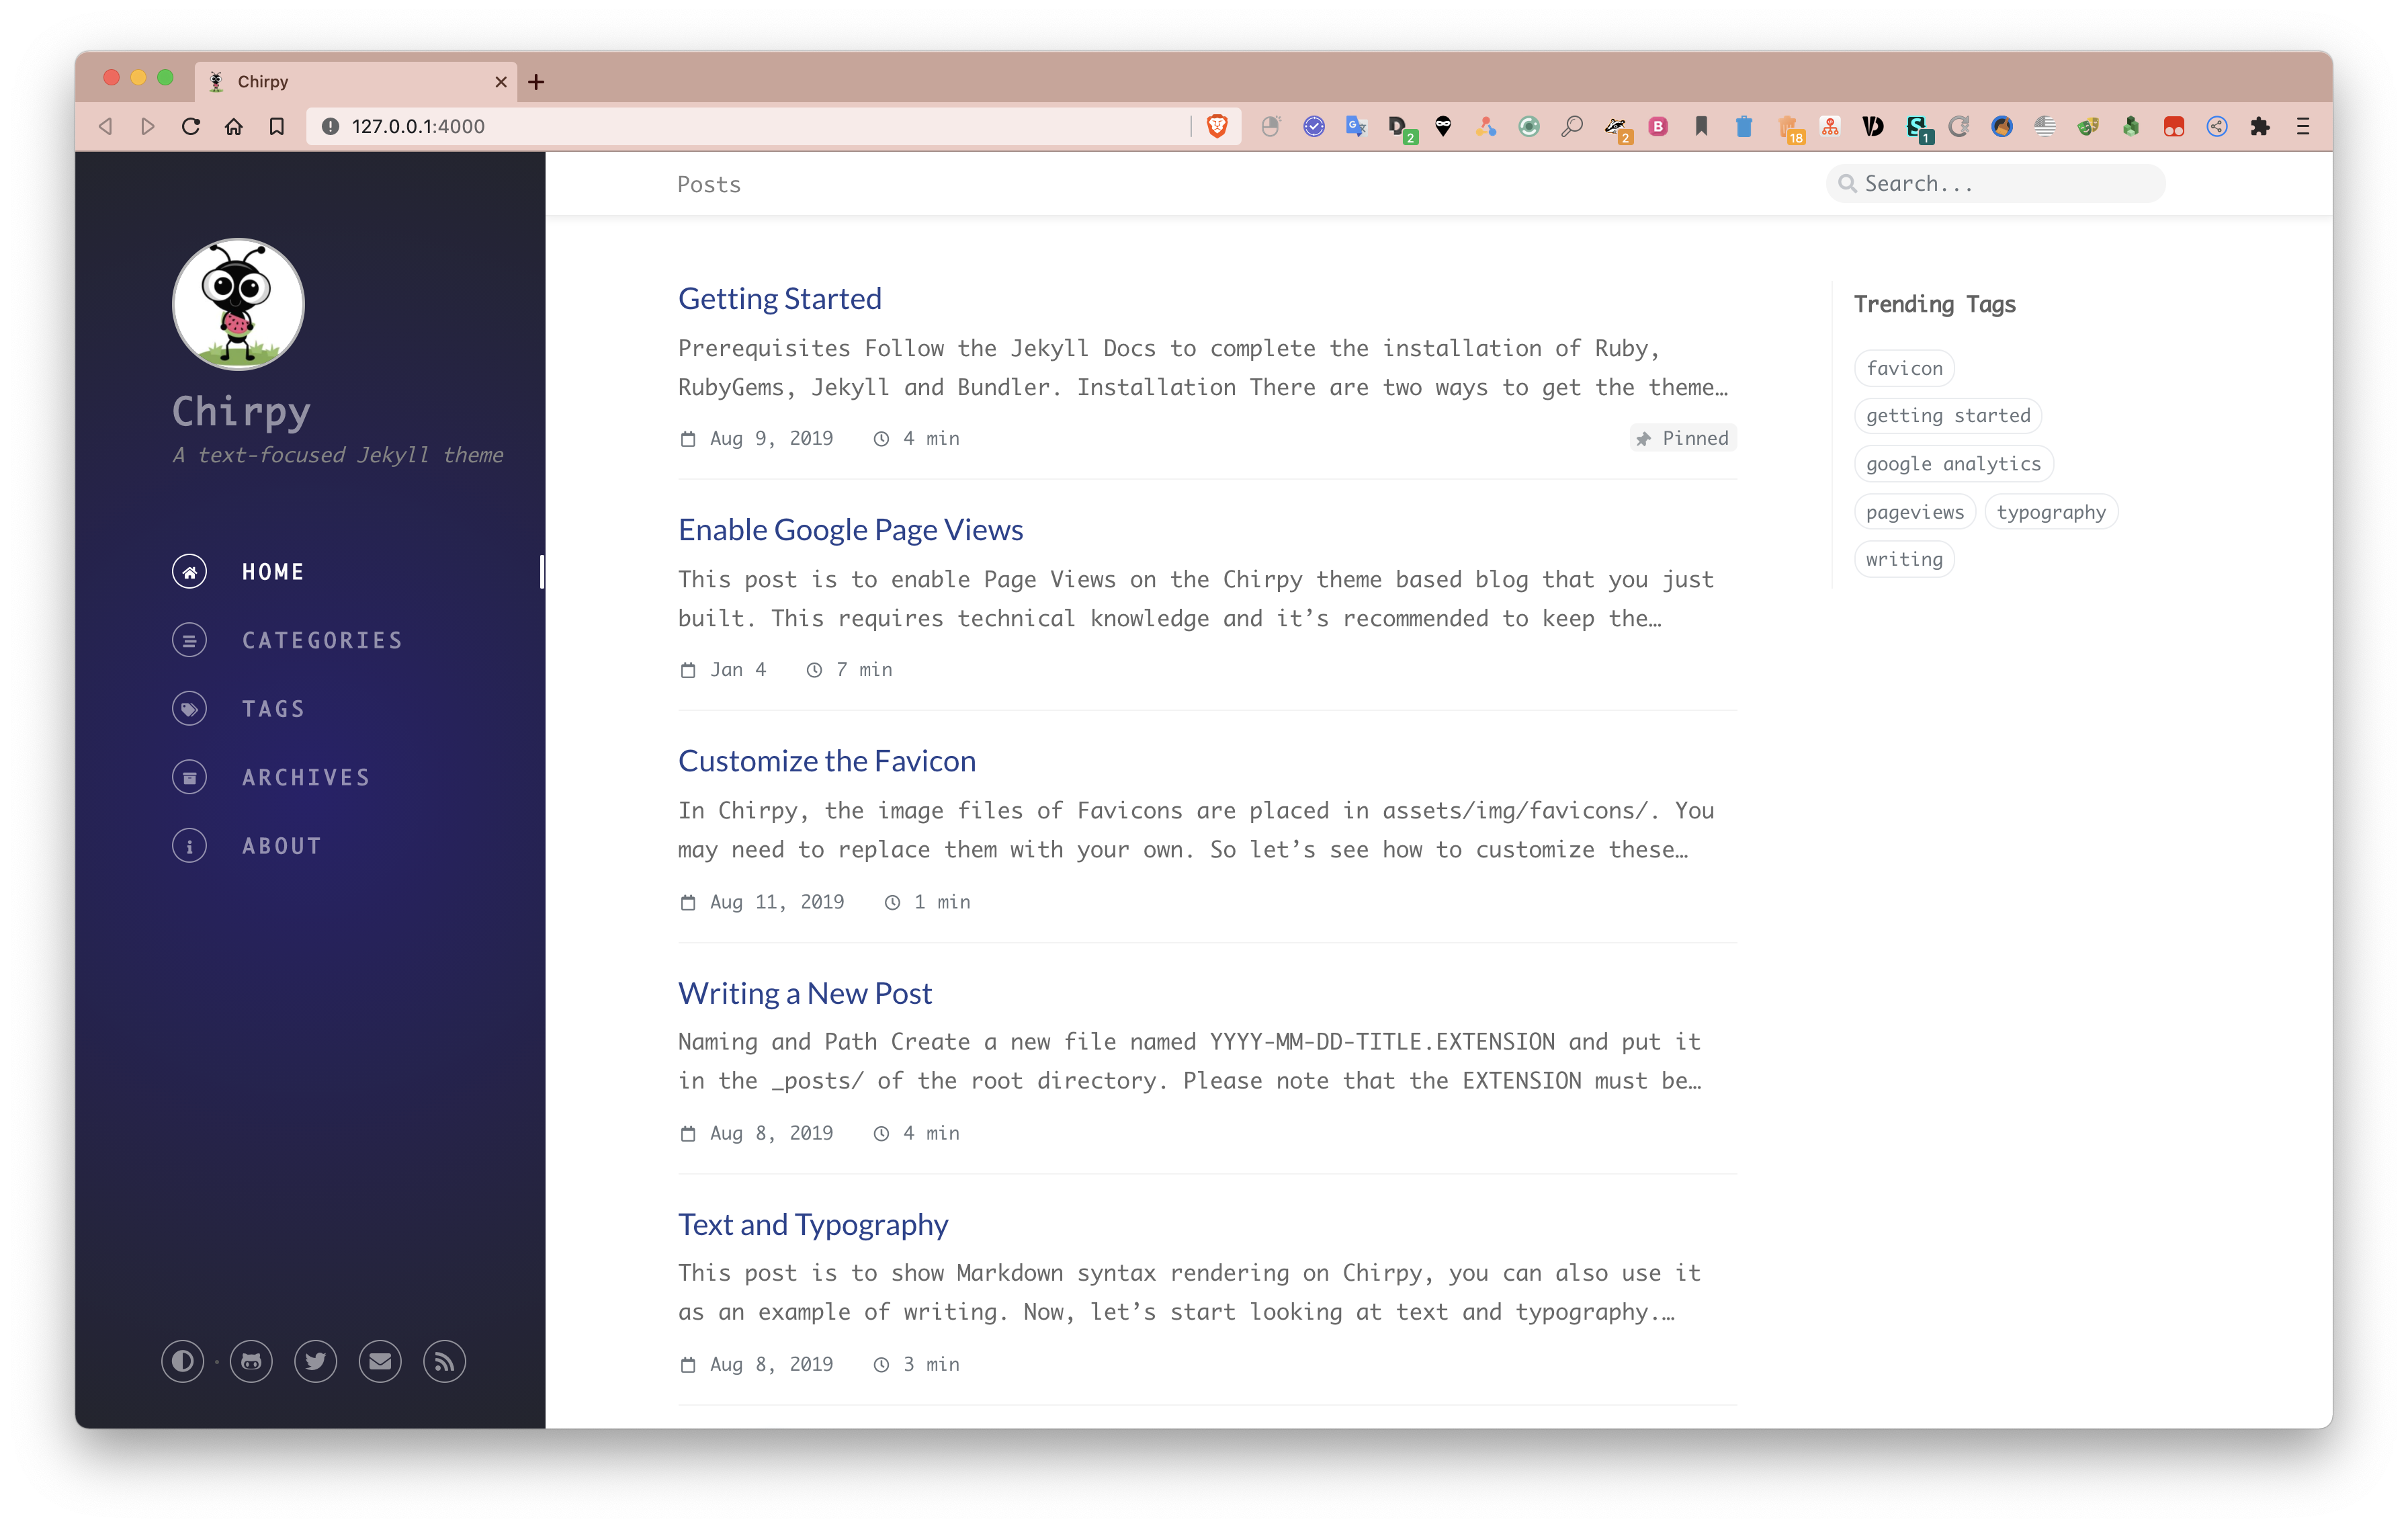 Chirpy
127.0.0.1:4000
2
2
B
18
1
Chirpy
A text-focused Jekyll theme
HOME
CATEGORIES
TAGS
ARCHIVES
ABOUT
Posts
Search...
Getting Started
Prerequisites Follow the Jekyll Docs to complete the installation of Ruby,
RubyGems, Jekyll and Bundler. Installation There are two ways to get the theme…
Aug 9, 2019 4 min Pinned
Enable Google Page Views
This post is to enable Page Views on the Chirpy theme based blog that you just
built. This requires technical knowledge and it’s recommended to keep the…
Jan 4 7 min
Customize the Favicon
In Chirpy, the image files of Favicons are placed in assets/img/favicons/. You
may need to replace them with your own. So let’s see how to customize these…
Aug 11, 2019 1 min
Writing a New Post
Naming and Path Create a new file named YYYY-MM-DD-TITLE.EXTENSION and put it
in the _posts/ of the root directory. Please note that the EXTENSION must be…
Aug 8, 2019 4 min
Text and Typography
This post is to show Markdown syntax rendering on Chirpy, you can also use it
as an example of writing. Now, let’s start looking at text and typography.…
Aug 8, 2019 3 min
Trending Tags
favicon
getting started
google analytics
pageviews typography
writing